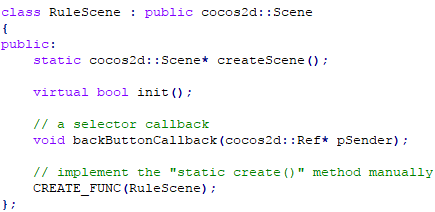 class RuleScene : public cocos2d::Scene
{
public:
    static cocos2d::Scene* createScene();

    virtual bool init();

    // a selector callback
    void backButtonCallback(cocos2d::Ref* pSender);

    // implement the "static create()" method manually
    CREATE_FUNC(RuleScene);
};